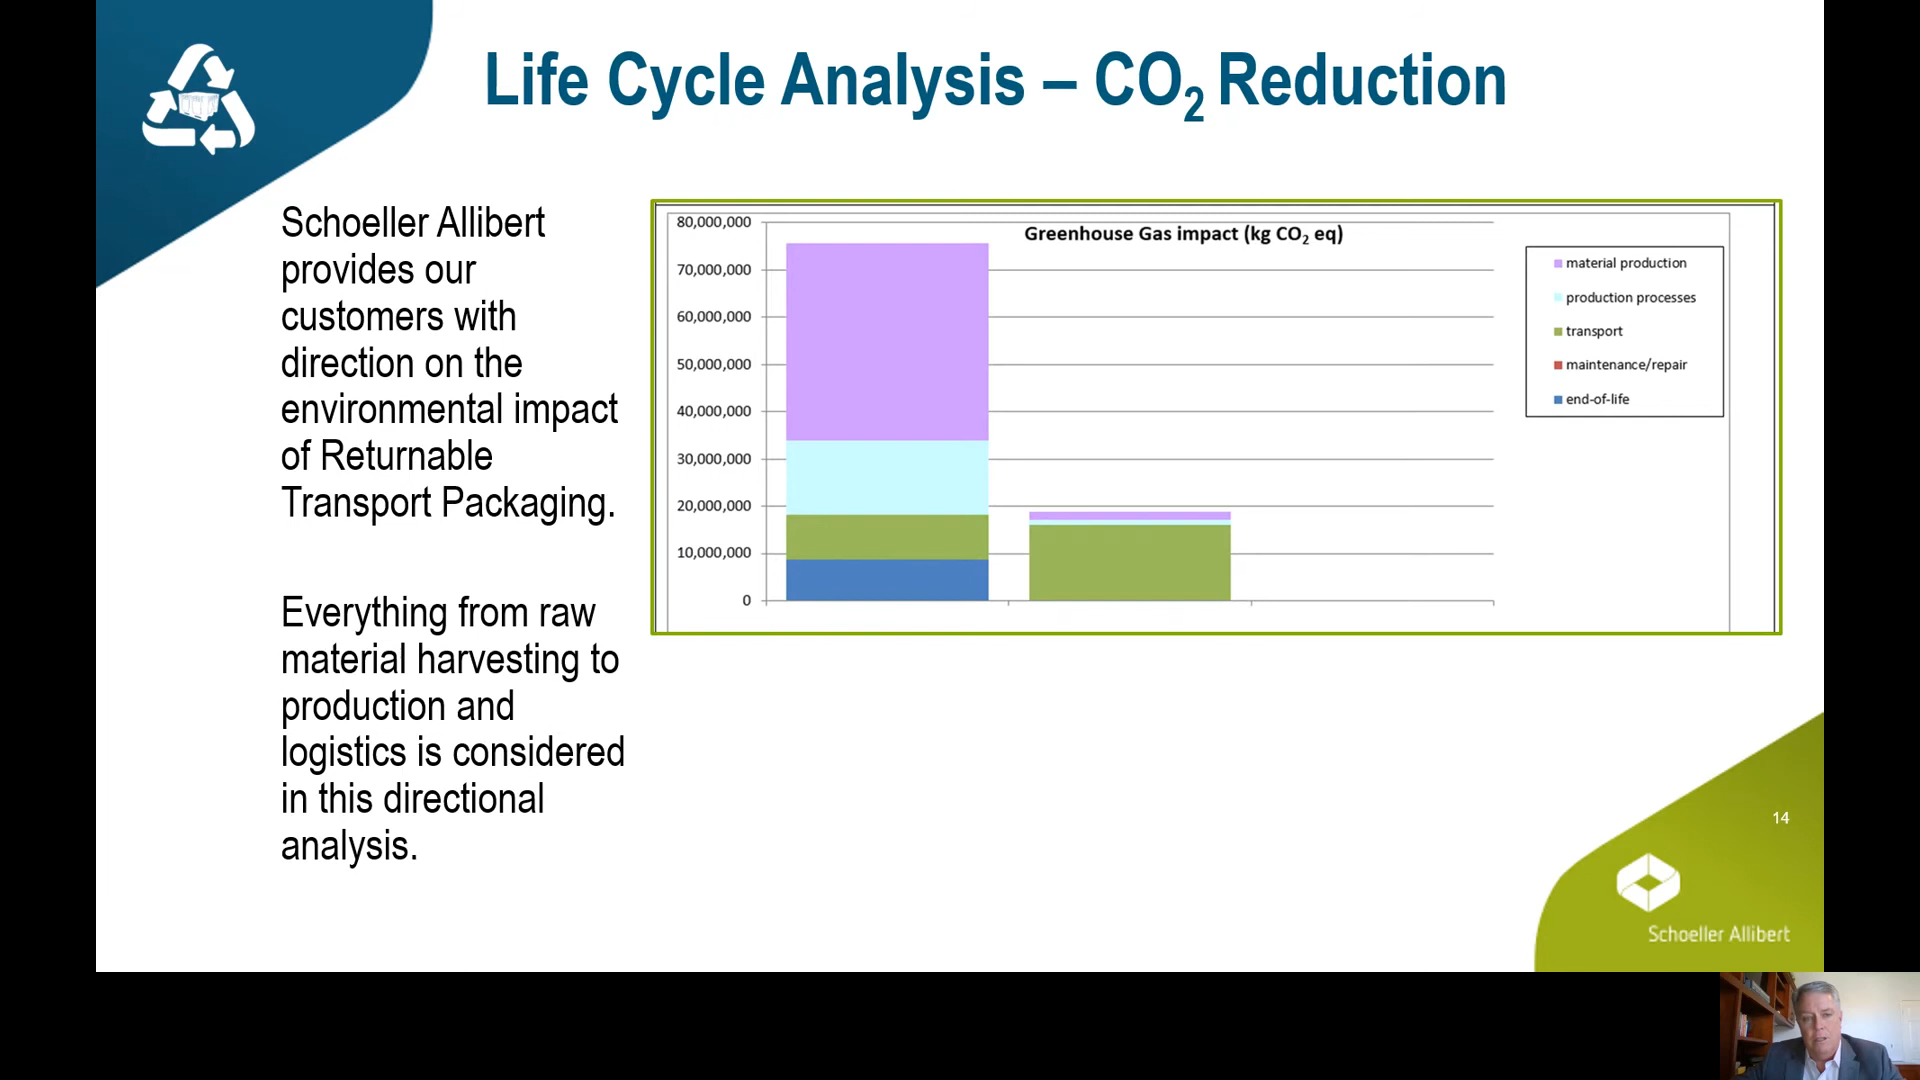 Life Cycle Analysis – CO₂ Reduction
Schoeller Allibert
provides our
customers with
direction on the
environmental impact
of Returnable
Transport Packaging.
Everything from raw
material harvesting to
production and
logistics is considered
in this directional
analysis.
Greenhouse Gas impact (kg CO₂ eq)
80,000,000
70,000,000
60,000,000
50,000,000
40,000,000
30,000,000
20,000,000
10,000,000
0
material production
production processes
transport
maintenance/repair
end-of-life
14
Schoeller Allibert